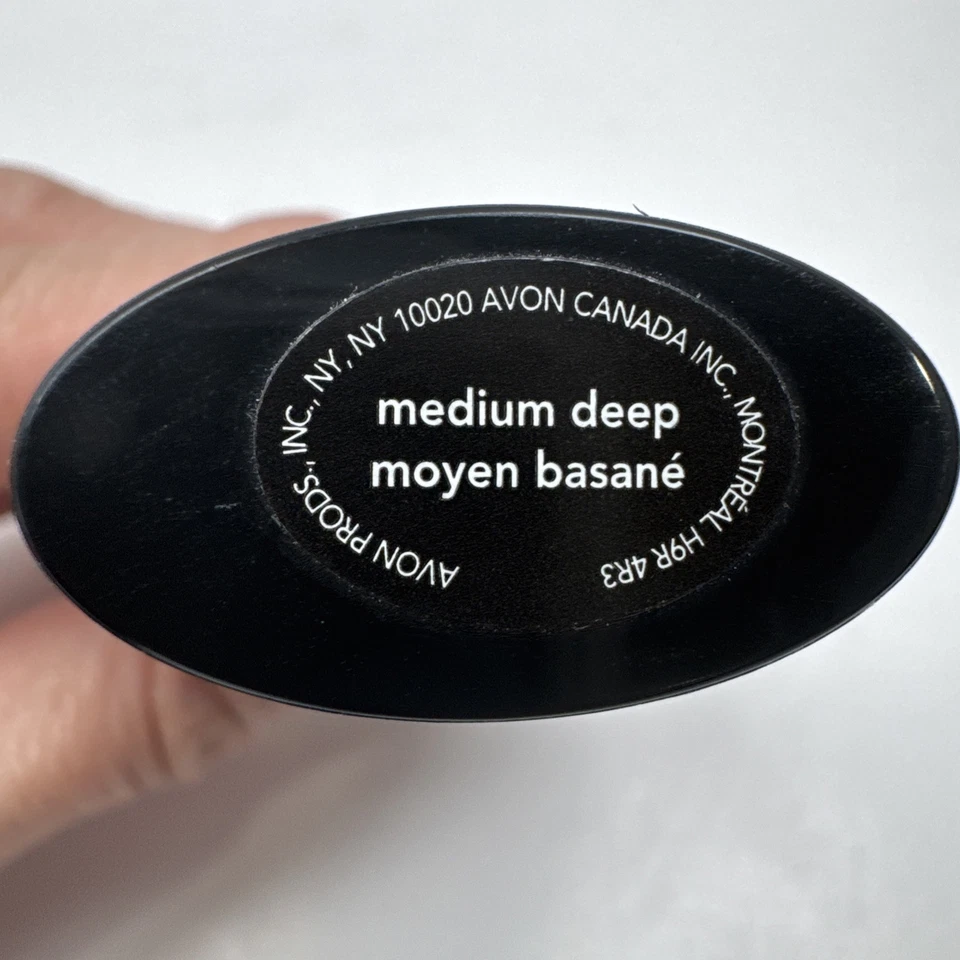 AVON PRODS., INC., NY, NY 10020 AVON CANADA INC., MONTRÉAL H9R 4R3
medium deep
moyen basané